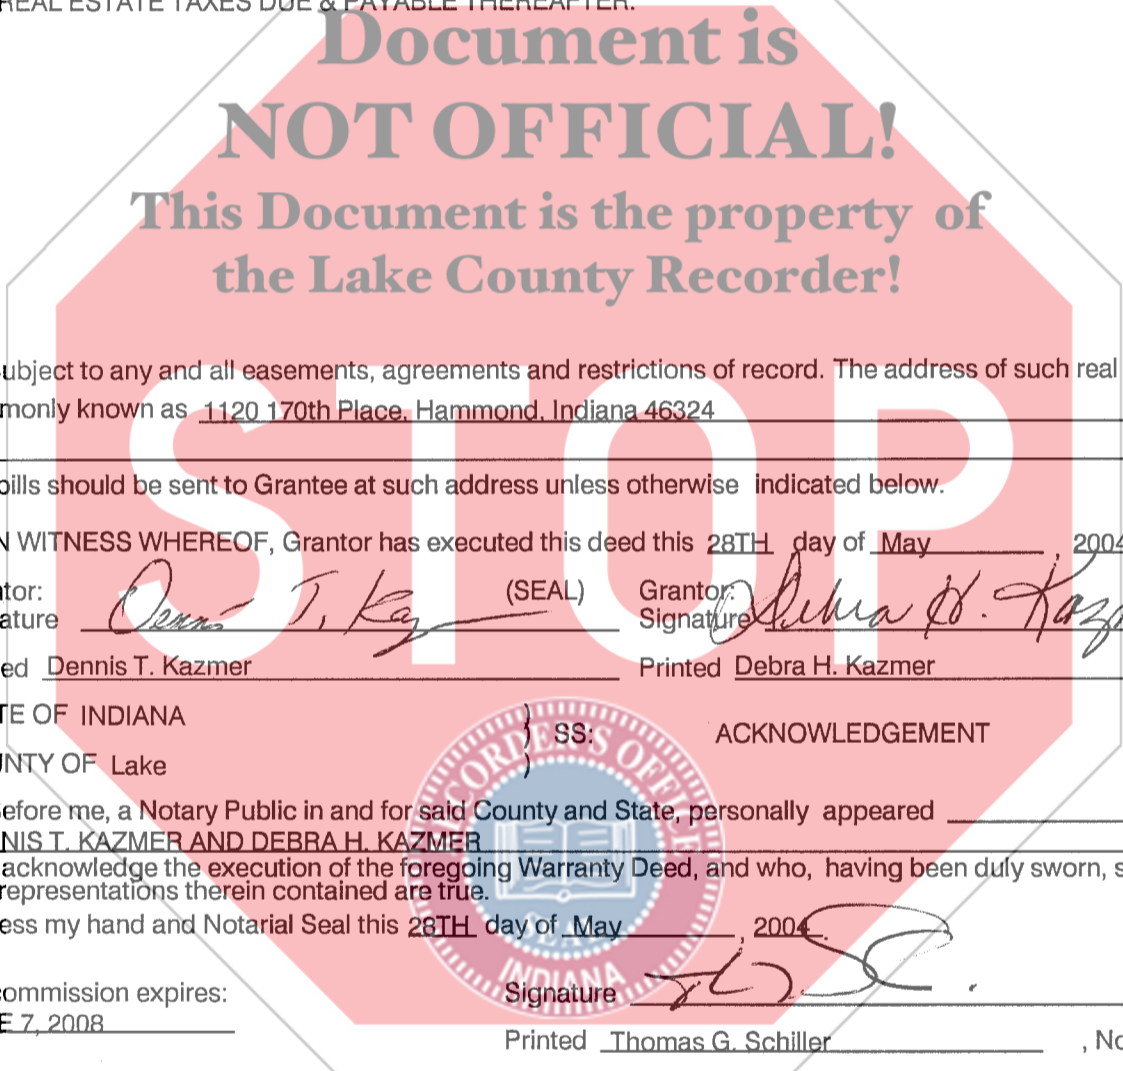 REAL ESTATE TAXES DUE & PAYABLE THEREAFTER.
Document is
NOT OFFICIAL!
This Document is the property of
the Lake County Recorder!
ubject to any and all easements, agreements and restrictions of record. The address of such real
monly known as 1120 170th Place, Hammond, Indiana 46324
STOP
bills should be sent to Grantee at such address unless otherwise indicated below.
N WITNESS WHEREOF, Grantor has executed this deed this 28TH day of May, 2004
tor: (SEAL) Grantor:
ature Dennis T. Kaz Signature Debra H. Kazm
ed Dennis T. Kazmer Printed Debra H. Kazmer
TE OF INDIANA ) SS: ACKNOWLEDGEMENT
NTY OF Lake )
efore me, a Notary Public in and for said County and State, personally appeared
NIS T. KAZMER AND DEBRA H. KAZMER
acknowledge the execution of the foregoing Warranty Deed, and who, having been duly sworn, s
representations therein contained are true.
ess my hand and Notarial Seal this 28TH day of May, 2004.
RECORDER'S OFFICE
SEAL
INDIANA
ommission expires: Signature
E 7, 2008
Printed Thomas G. Schiller, No